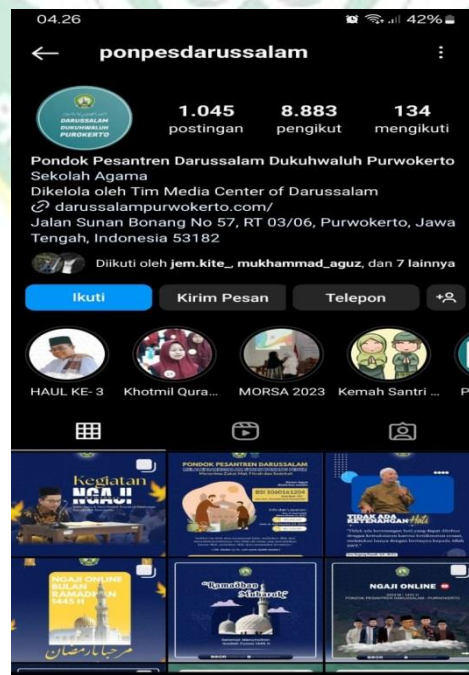 04.26
42%
ponpesdarussalam
DARUSSALAM
DUKUHWALUH
PURWOKERTO
1.045 8.883 134
postingan pengikut mengikuti
Pondok Pesantren Darussalam Dukuhwaluh Purwokerto
Sekolah Agama
Dikelola oleh Tim Media Center of Darussalam
darussalampurwokerto.com/
Jalan Sunan Bonang No 57, RT 03/06, Purwokerto, Jawa
Tengah, Indonesia 53182
Diikuti oleh jem.kite_, mukhammad_aguz, dan 7 lainnya
Ikuti Kirim Pesan Telepon
HAUL KE- 3 Khotmil Qura... MORSA 2023 Kemah Santri ... P
Kegiatan
NGAJI
PONDOK PESANTREN DARUSSALAM
BSI 1060161204
TIDAK ADA
KETENANGAN Hati
NGAJI ONLINE
BULAN
RAMADHAN
1445 H
مرحبا يا رمضان
"Ramadhan
Mubarak"
NGAJI ONLINE
PONDOK PESANTREN DARUSSALAM - PURWOKERTO